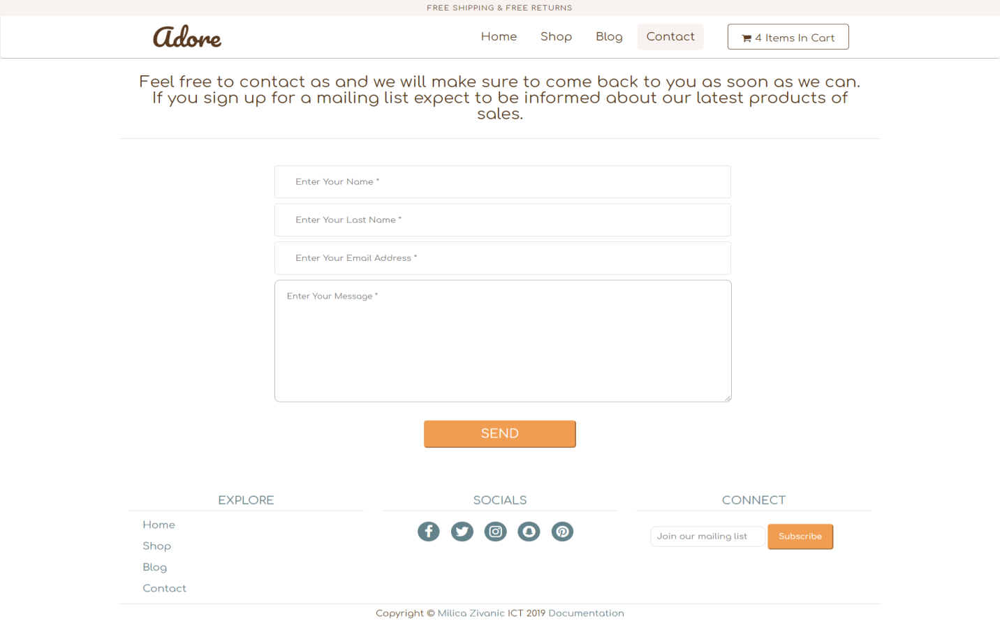 FREE SHIPPING & FREE RETURNS
Adore
Home
Shop
Blog
Contact
4 Items In Cart
Feel free to contact as and we will make sure to come back to you as soon as we can.
If you sign up for a mailing list expect to be informed about our latest products of
sales.
Enter Your Name *
Enter Your Last Name *
Enter Your Email Address *
Enter Your Message *
SEND
EXPLORE
Home
Shop
Blog
Contact
SOCIALS
CONNECT
Join our mailing list
Subscribe
Copyright © Milica Zivanic ICT 2019 Documentation